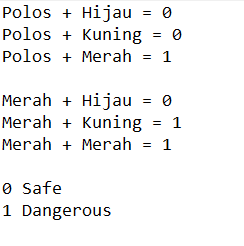 Polos + Hijau = 0
Polos + Kuning = 0
Polos + Merah = 1
Merah + Hijau = 0
Merah + Kuning = 1
Merah + Merah = 1
0 Safe
1 Dangerous